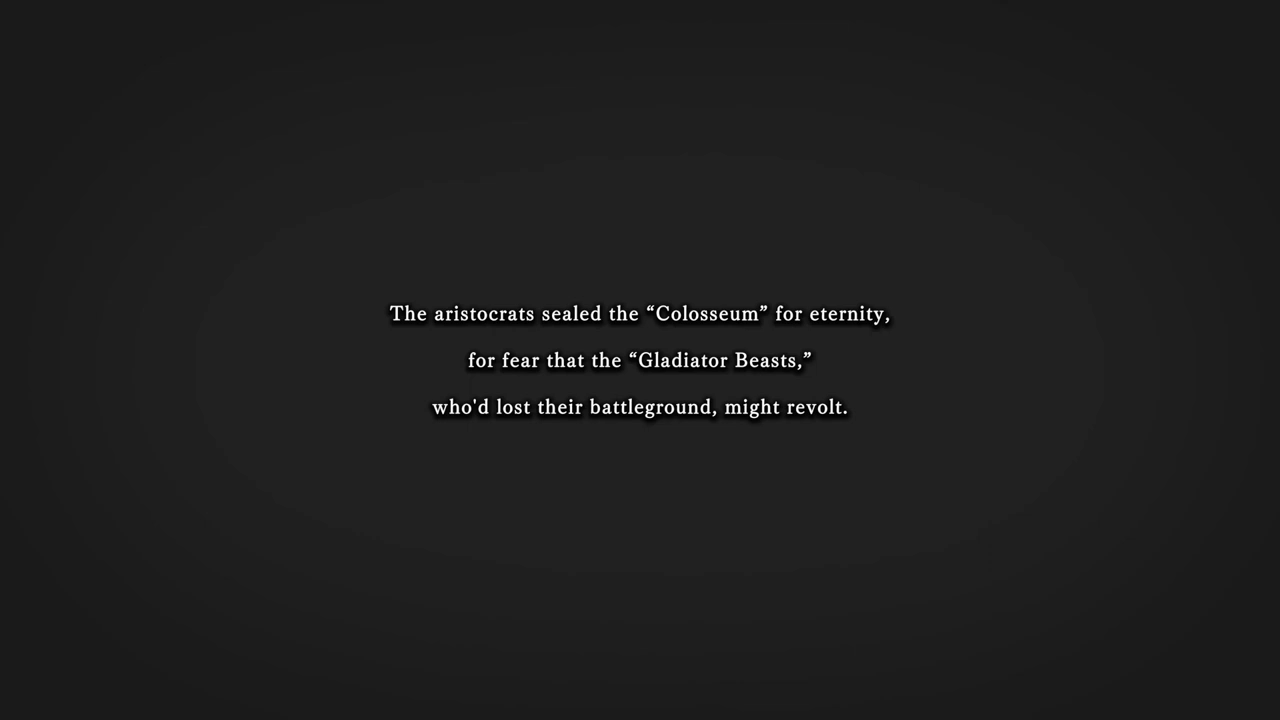 The aristocrats sealed the “Colosseum” for eternity,
for fear that the “Gladiator Beasts,”
who'd lost their battleground, might revolt.